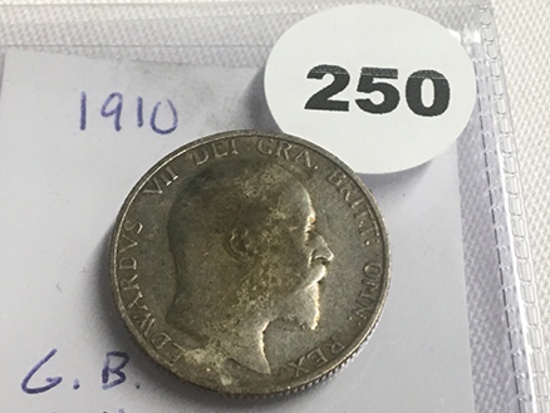 250
1910
EDWARDVS VII DEI GRA: BRITT: OMN: REX
G. B.